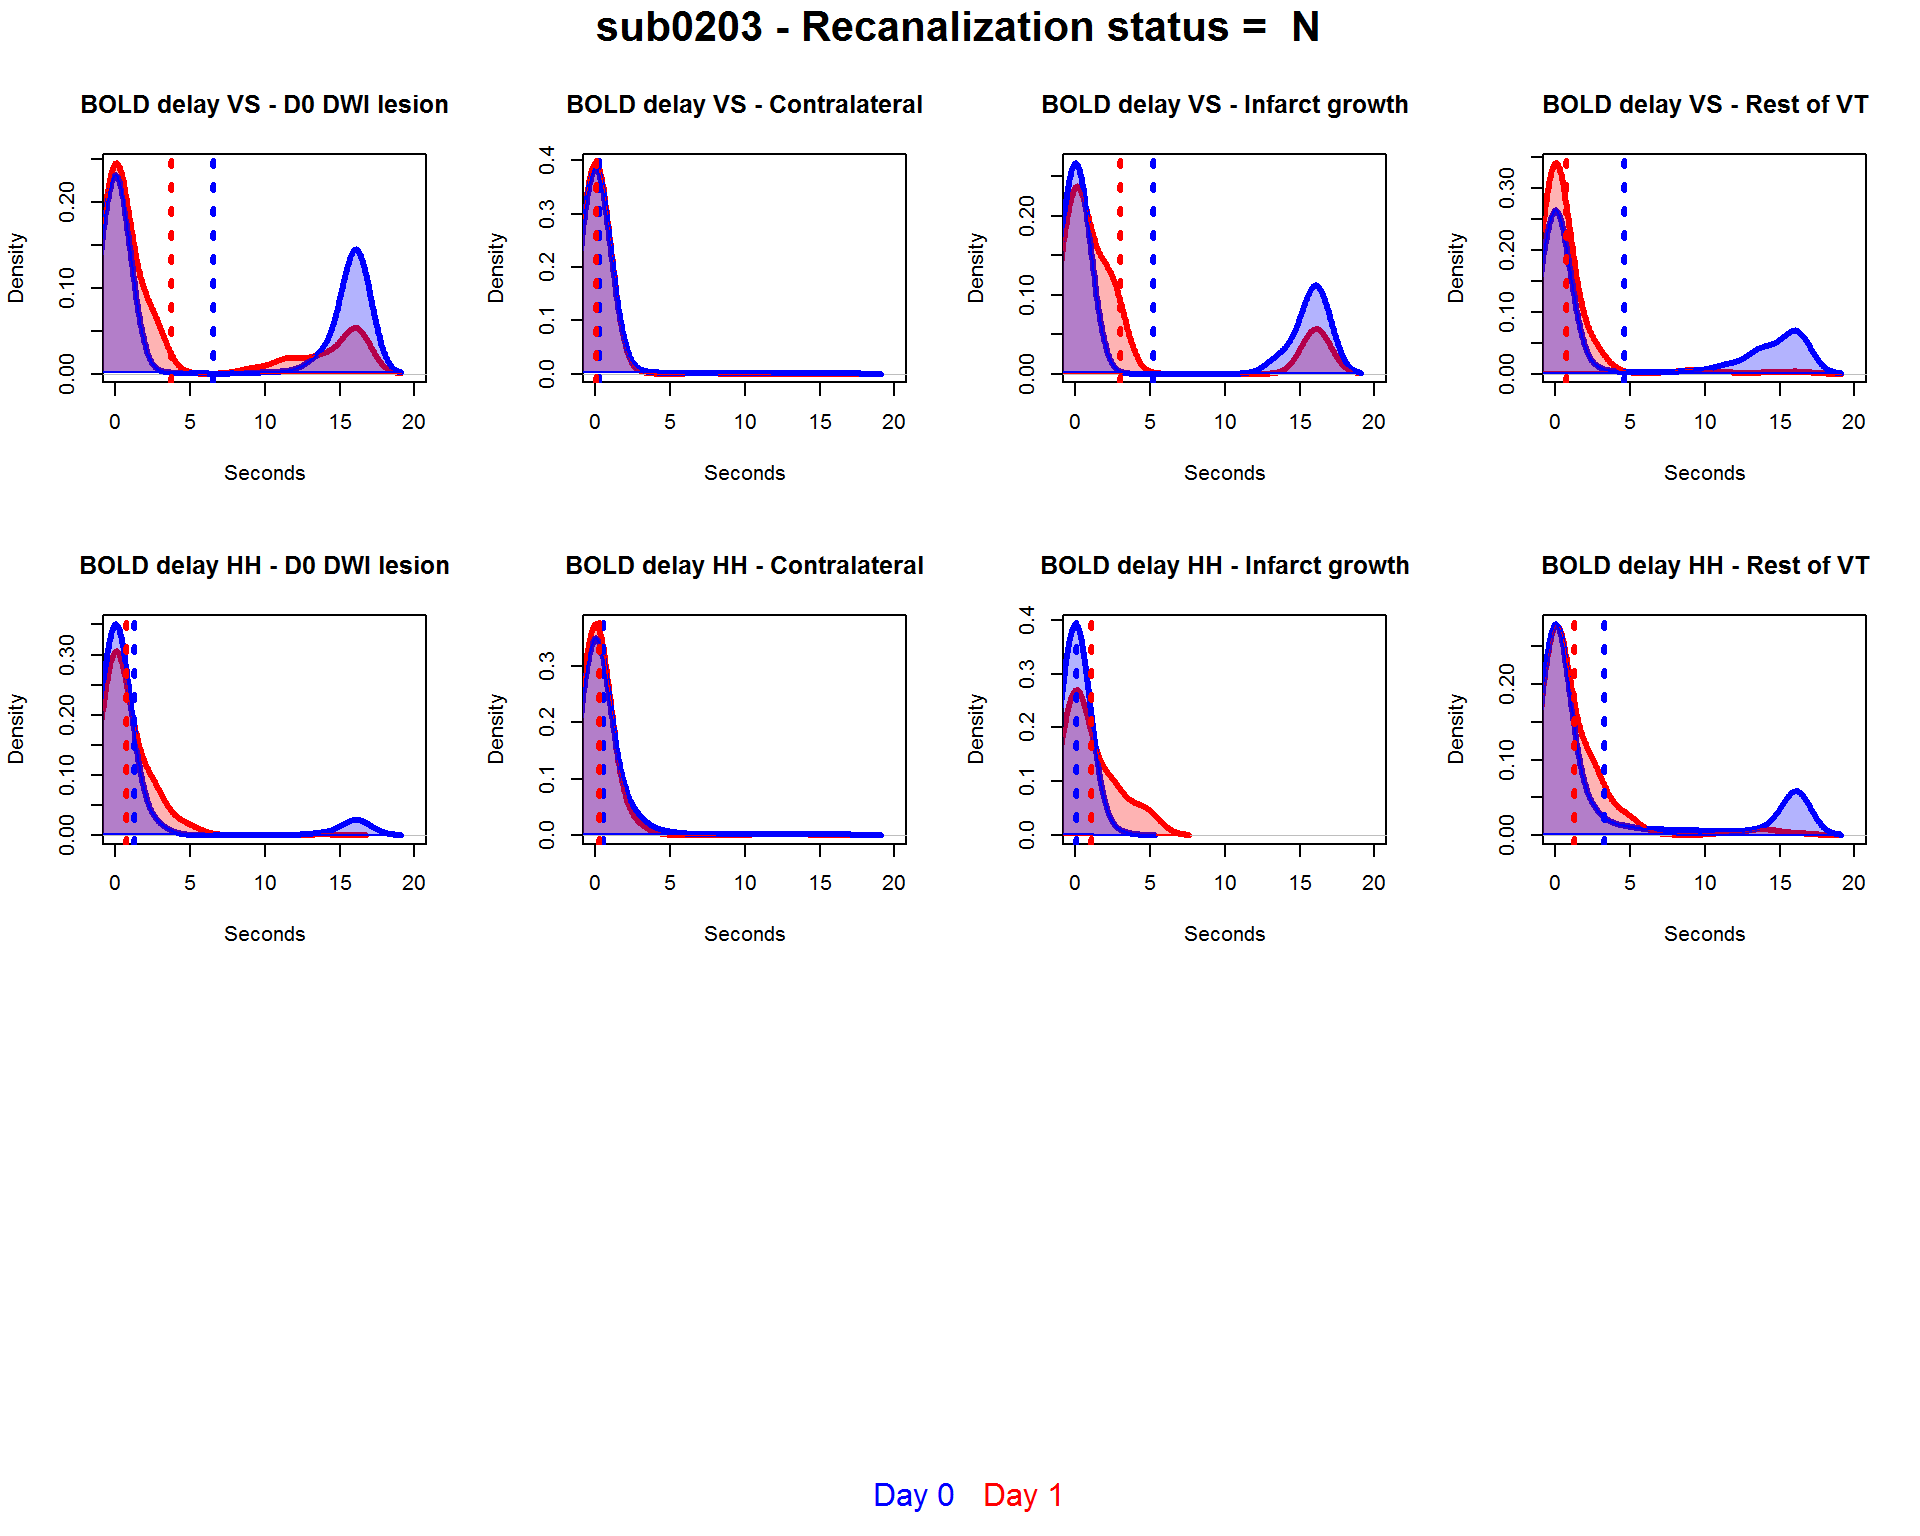 sub0203 - Recanalization status =  N
BOLD delay VS - D0 DWI lesion
Density
0.00 0.10 0.20
0 5 10 15 20
Seconds
BOLD delay VS - Contralateral
Density
0.0 0.1 0.2 0.3 0.4
0 5 10 15 20
Seconds
BOLD delay VS - Infarct growth
Density
0.00 0.10 0.20
0 5 10 15 20
Seconds
BOLD delay VS - Rest of VT
Density
0.00 0.10 0.20 0.30
0 5 10 15 20
Seconds
BOLD delay HH - D0 DWI lesion
Density
0.00 0.10 0.20 0.30
0 5 10 15 20
Seconds
BOLD delay HH - Contralateral
Density
0.0 0.1 0.2 0.3
0 5 10 15 20
Seconds
BOLD delay HH - Infarct growth
Density
0.0 0.1 0.2 0.3 0.4
0 5 10 15 20
Seconds
BOLD delay HH - Rest of VT
Density
0.00 0.10 0.20
0 5 10 15 20
Seconds
Day 0 Day 1